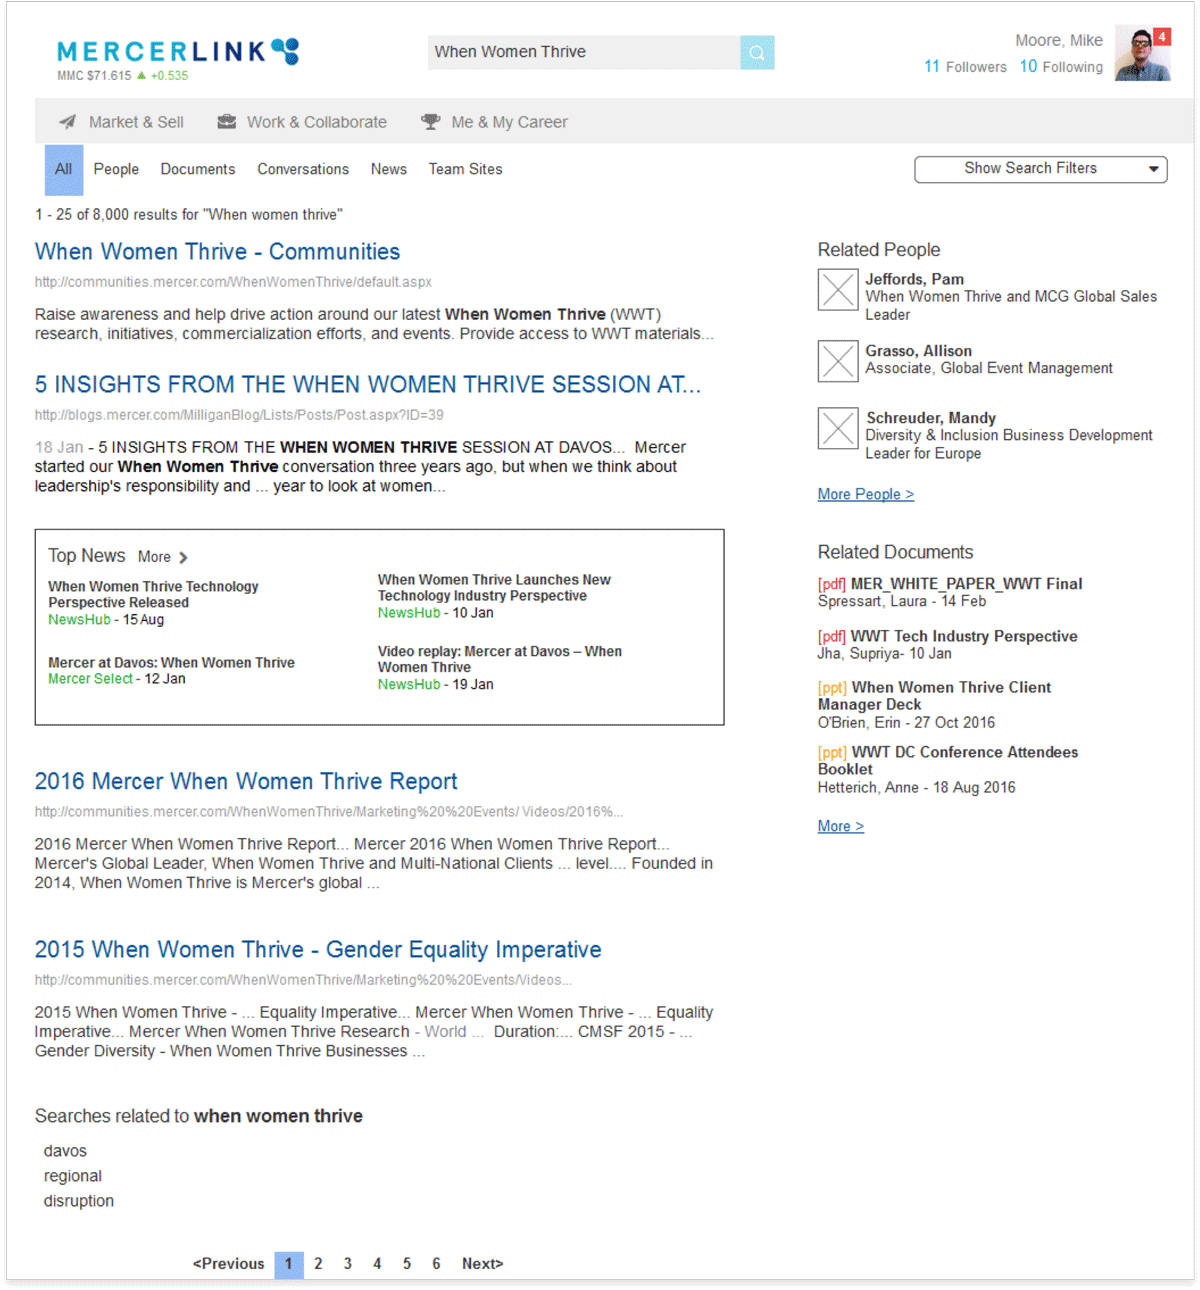 MERCERLINK
MMC $71.615 ▲ +0.535
When Women Thrive
Moore, Mike
11 Followers 10 Following
4
Market & Sell
Work & Collaborate
Me & My Career
All
People
Documents
Conversations
News
Team Sites
Show Search Filters
1 - 25 of 8,000 results for "When women thrive"
When Women Thrive - Communities
http://communities.mercer.com/WhenWomenThrive/default.aspx
Raise awareness and help drive action around our latest When Women Thrive (WWT)
research, initiatives, commercialization efforts, and events. Provide access to WWT materials...
5 INSIGHTS FROM THE WHEN WOMEN THRIVE SESSION AT...
http://blogs.mercer.com/MilliganBlog/Lists/Posts/Post.aspx?ID=39
18 Jan - 5 INSIGHTS FROM THE WHEN WOMEN THRIVE SESSION AT DAVOS... Mercer
started our When Women Thrive conversation three years ago, but when we think about
leadership's responsibility and ... year to look at women...
Top News More >
When Women Thrive Technology
Perspective Released
NewsHub - 15 Aug
When Women Thrive Launches New
Technology Industry Perspective
NewsHub - 10 Jan
Mercer at Davos: When Women Thrive
Mercer Select - 12 Jan
Video replay: Mercer at Davos – When
Women Thrive
NewsHub - 19 Jan
2016 Mercer When Women Thrive Report
http://communities.mercer.com/WhenWomenThrive/Marketing%20%20Events/ Videos/2016%...
2016 Mercer When Women Thrive Report... Mercer 2016 When Women Thrive Report...
Mercer's Global Leader, When Women Thrive and Multi-National Clients ... level.... Founded in
2014, When Women Thrive is Mercer's global ...
2015 When Women Thrive - Gender Equality Imperative
http://communities.mercer.com/WhenWomenThrive/Marketing%20%20Events/Videos...
2015 When Women Thrive - ... Equality Imperative... Mercer When Women Thrive - ... Equality
Imperative... Mercer When Women Thrive Research - World ... Duration:... CMSF 2015 - ...
Gender Diversity - When Women Thrive Businesses ...
Searches related to when women thrive
davos
regional
disruption
<Previous 1 2 3 4 5 6 Next>
Related People
Jeffords, Pam
When Women Thrive and MCG Global Sales
Leader
Grasso, Allison
Associate, Global Event Management
Schreuder, Mandy
Diversity & Inclusion Business Development
Leader for Europe
More People >
Related Documents
[pdf] MER_WHITE_PAPER_WWT Final
Spressart, Laura - 14 Feb
[pdf] WWT Tech Industry Perspective
Jha, Supriya- 10 Jan
[ppt] When Women Thrive Client
Manager Deck
O'Brien, Erin - 27 Oct 2016
[ppt] WWT DC Conference Attendees
Booklet
Hetterich, Anne - 18 Aug 2016
More >